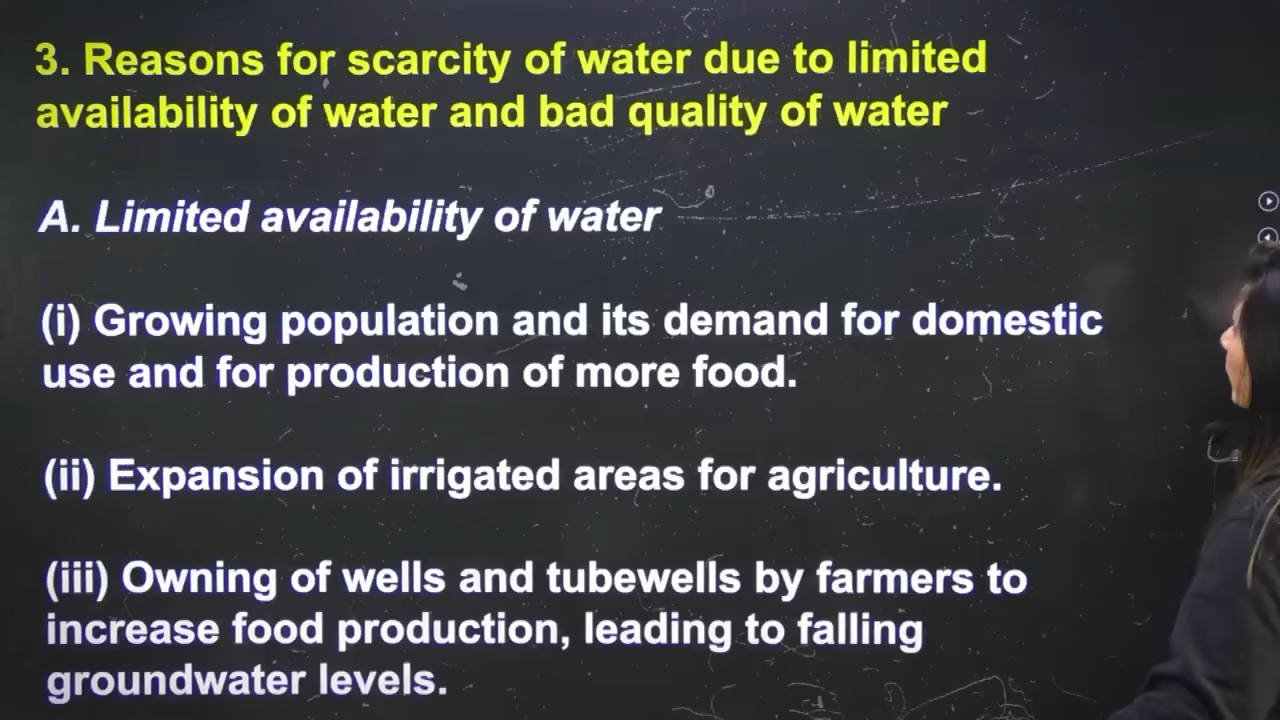 3. Reasons for scarcity of water due to limited
availability of water and bad quality of water
A. Limited availability of water
(i) Growing population and its demand for domestic
use and for production of more food.
(ii) Expansion of irrigated areas for agriculture.
(iii) Owning of wells and tubewells by farmers to
increase food production, leading to falling
groundwater levels.